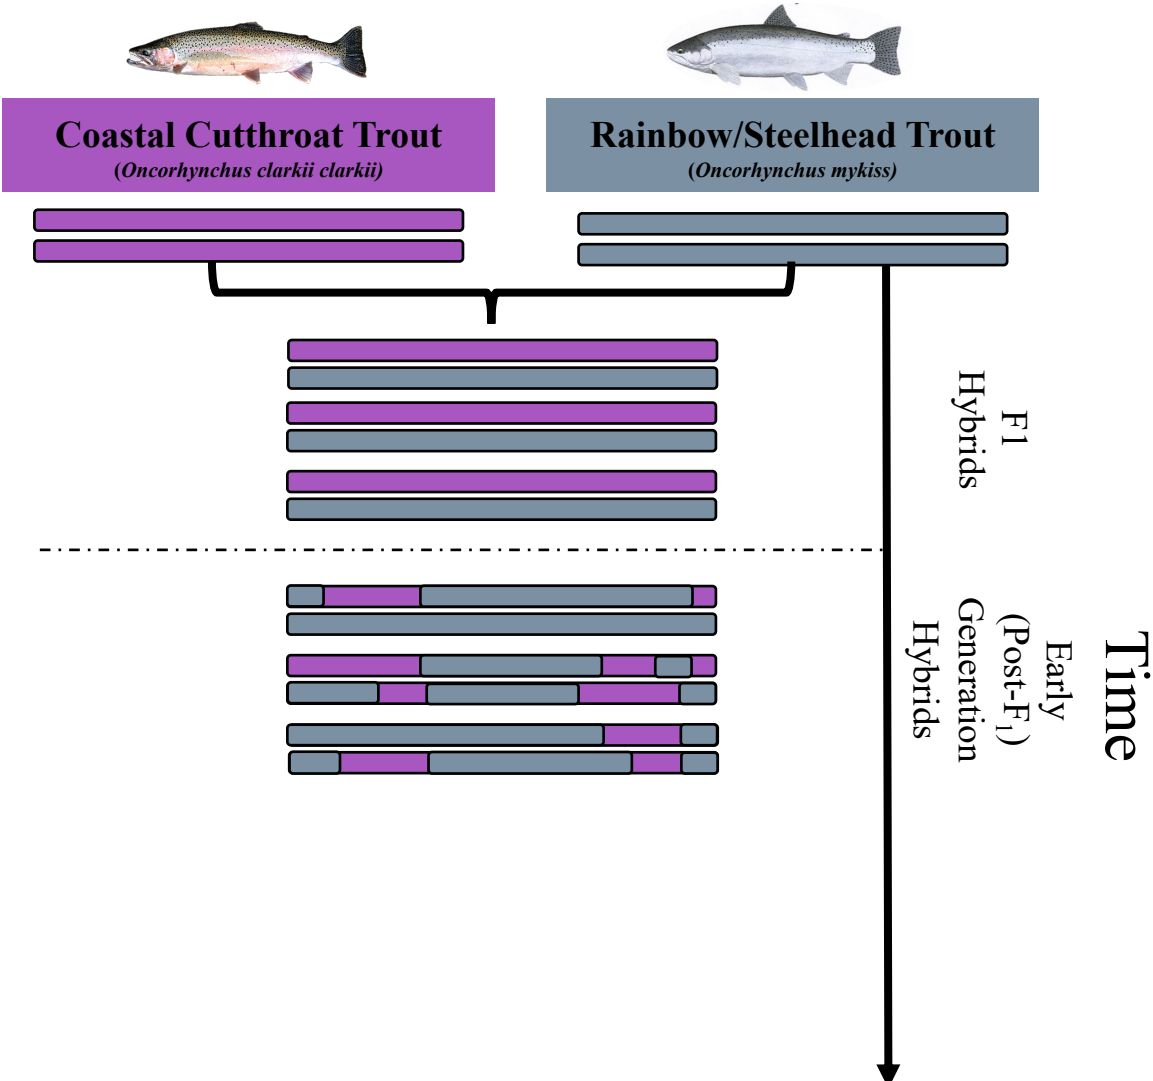 Coastal Cutthroat Trout
(Oncorhynchus clarkii clarkii)
Rainbow/Steelhead Trout
(Oncorhynchus mykiss)
F1
Hybrids
Time
Early
(Post-F₁)
Generation
Hybrids